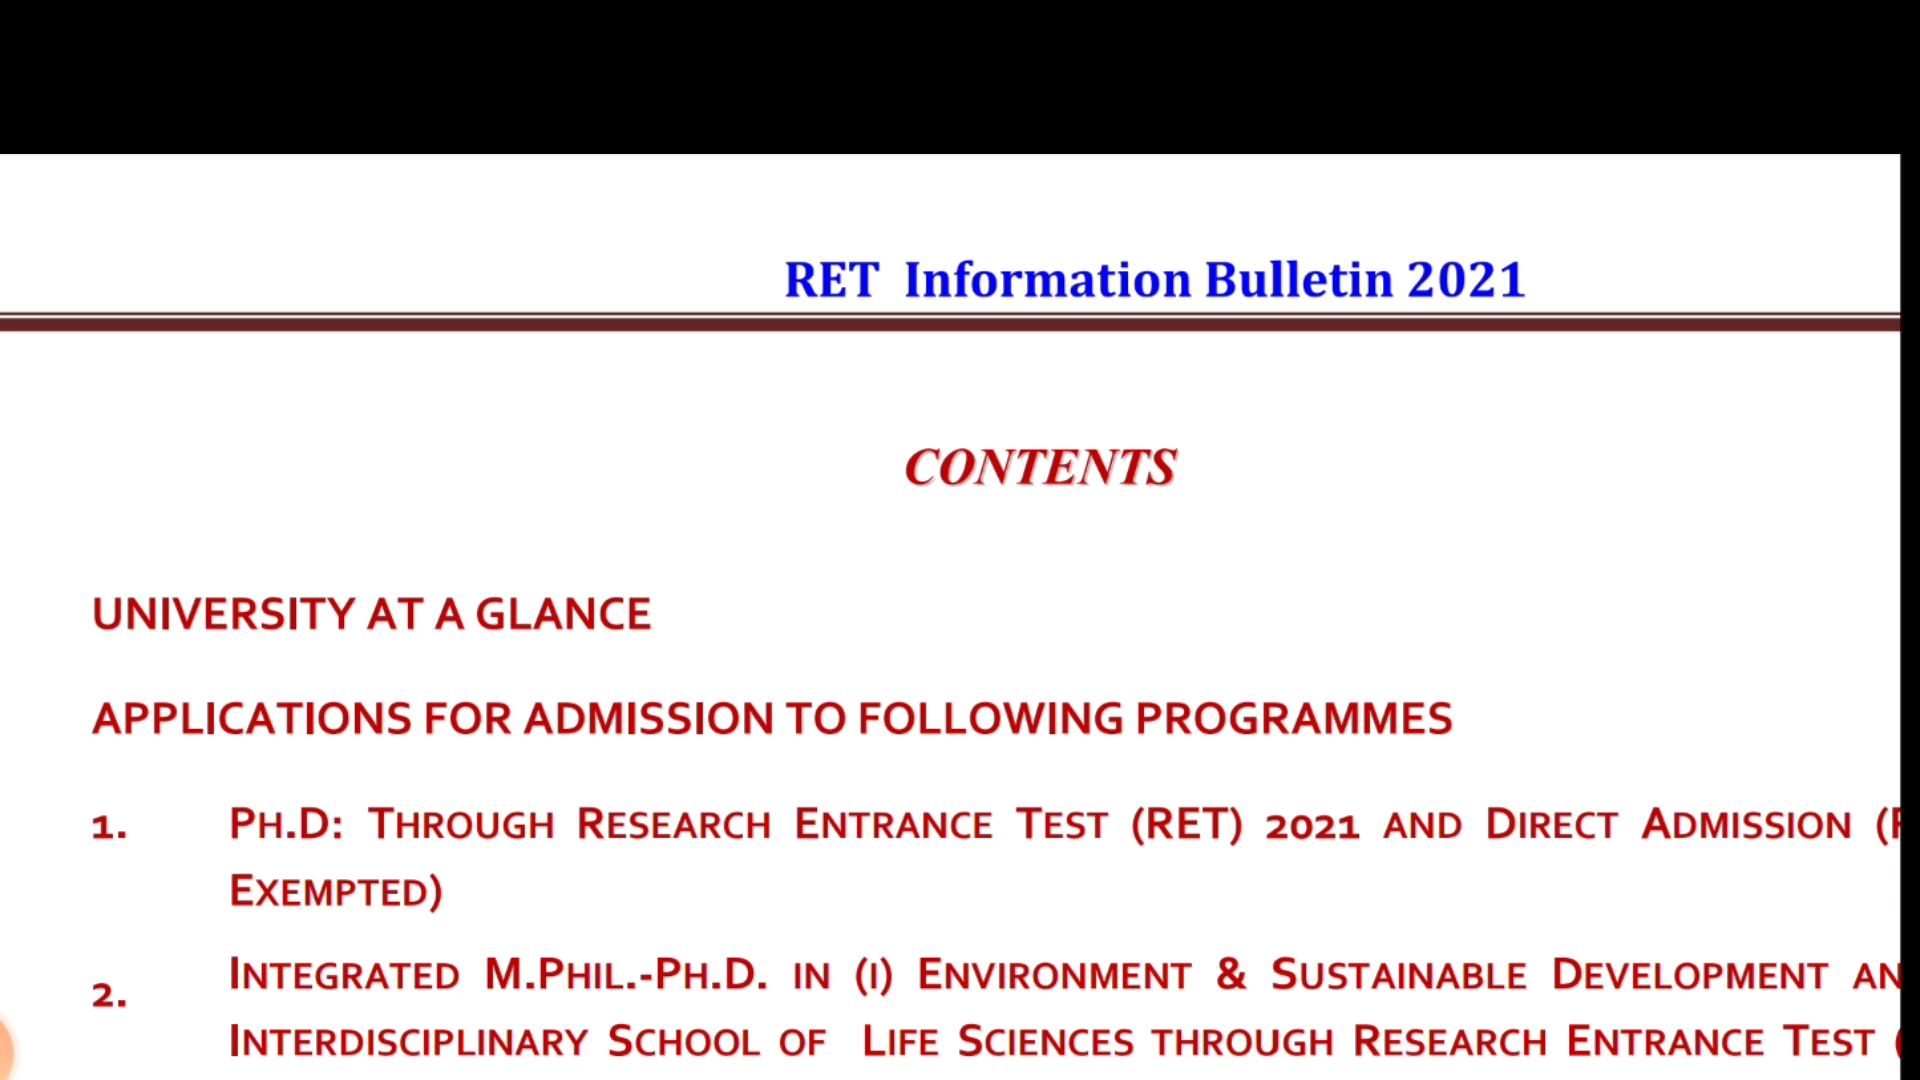 RET Information Bulletin 2021
CONTENTS
UNIVERSITY AT A GLANCE
APPLICATIONS FOR ADMISSION TO FOLLOWING PROGRAMMES
1. PH.D: THROUGH RESEARCH ENTRANCE TEST (RET) 2021 AND DIRECT ADMISSION
EXEMPTED)
2. INTEGRATED M.PHIL.-PH.D. IN (I) ENVIRONMENT & SUSTAINABLE DEVELOPMENT
INTERDISCIPLINARY SCHOOL OF LIFE SCIENCES THROUGH RESEARCH ENTRANCE TEST